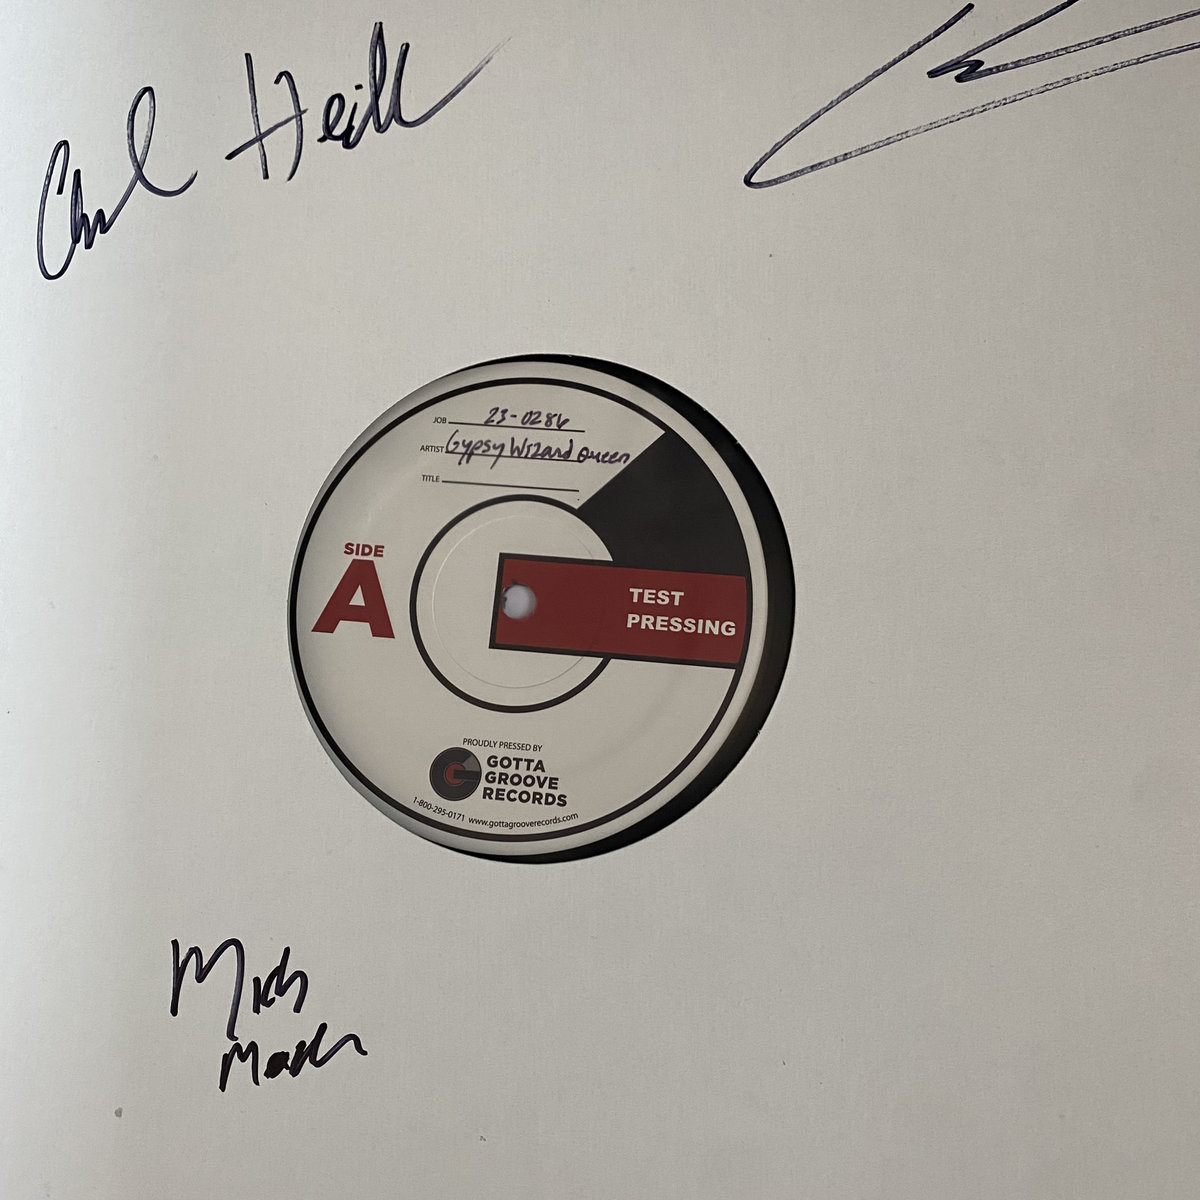 Heill
JOB 23-0286
ARTIST Gypsy Wizard Queen
TITLE
SIDE
A
TEST
PRESSING
PROUDLY PRESSED BY
GOTTA
GROOVE
RECORDS
1-800-295-0171 www.gottagrooverecords.com